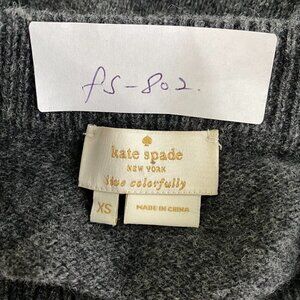 fs-802.
kate spade
NEW YORK
live colorfully
XS
MADE IN CHINA